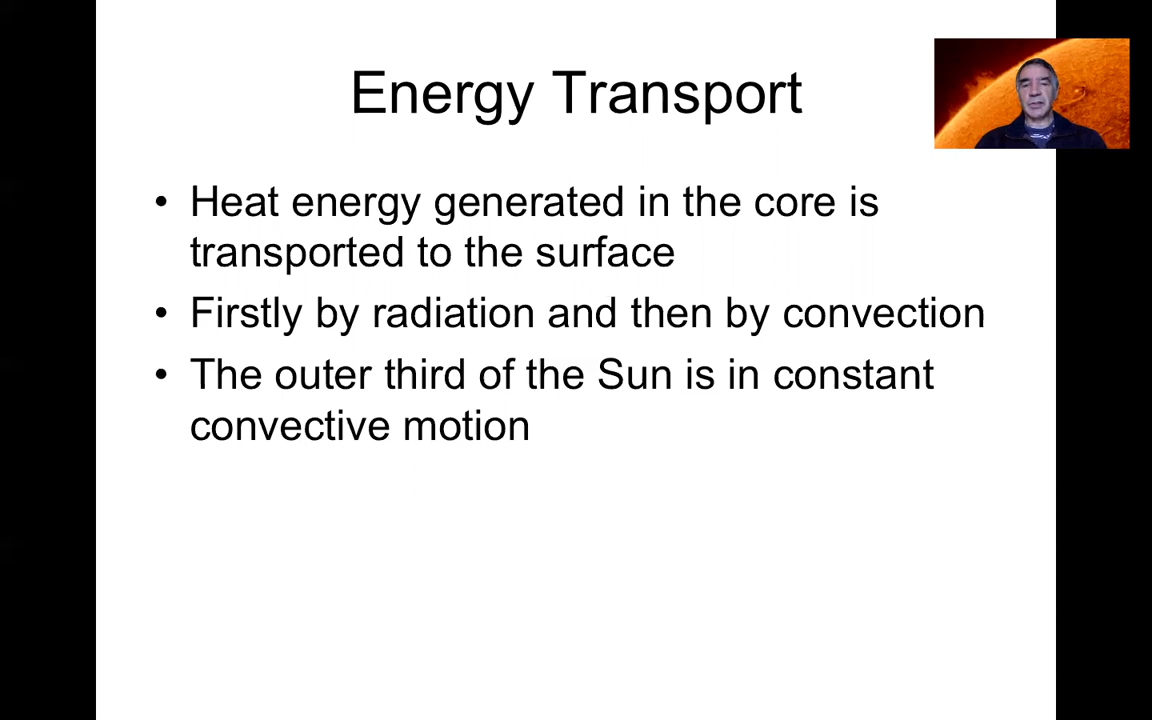 Energy Transport
• Heat energy generated in the core is
transported to the surface
• Firstly by radiation and then by convection
• The outer third of the Sun is in constant
convective motion